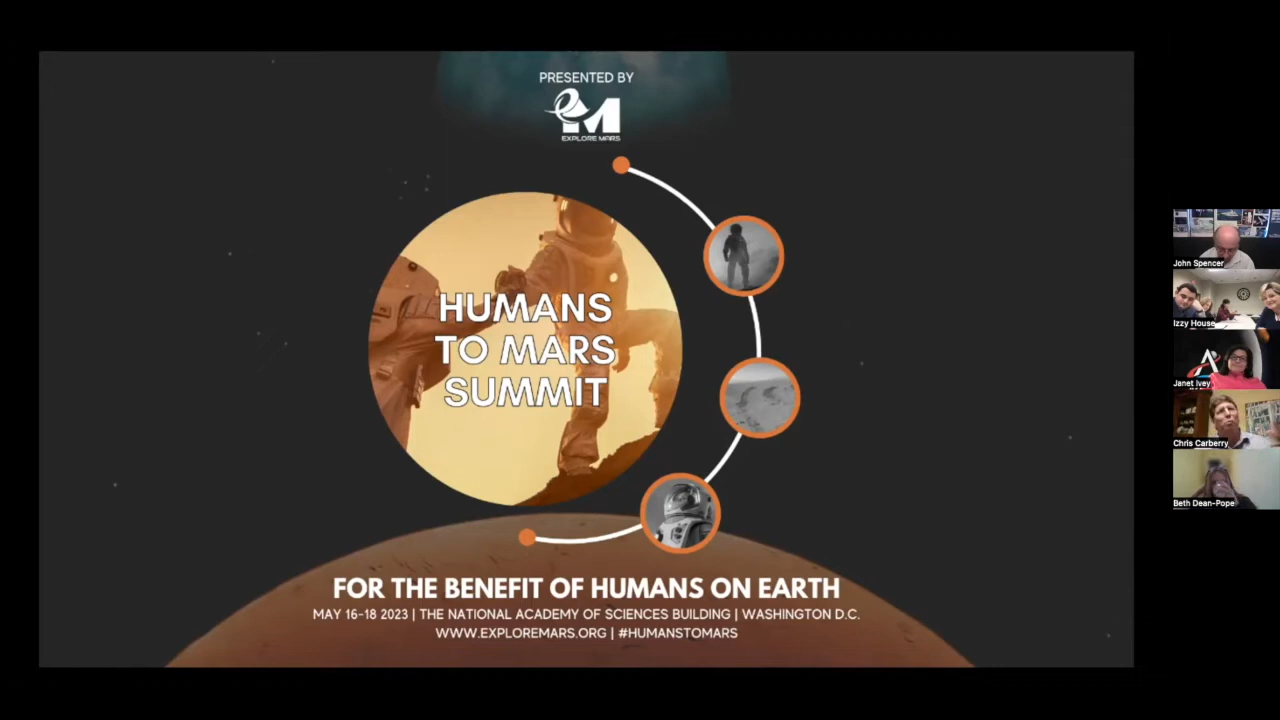 PRESENTED BY
eM
EXPLORE MARS
HUMANS
TO MARS
SUMMIT
FOR THE BENEFIT OF HUMANS ON EARTH
MAY 16-18 2023 | THE NATIONAL ACADEMY OF SCIENCES BUILDING | WASHINGTON D.C.
WWW.EXPLOREMARS.ORG | #HUMANSTOMARS
John Spencer
Izzy House
Janet Ivey
Chris Carberry
Beth Dean-Pope